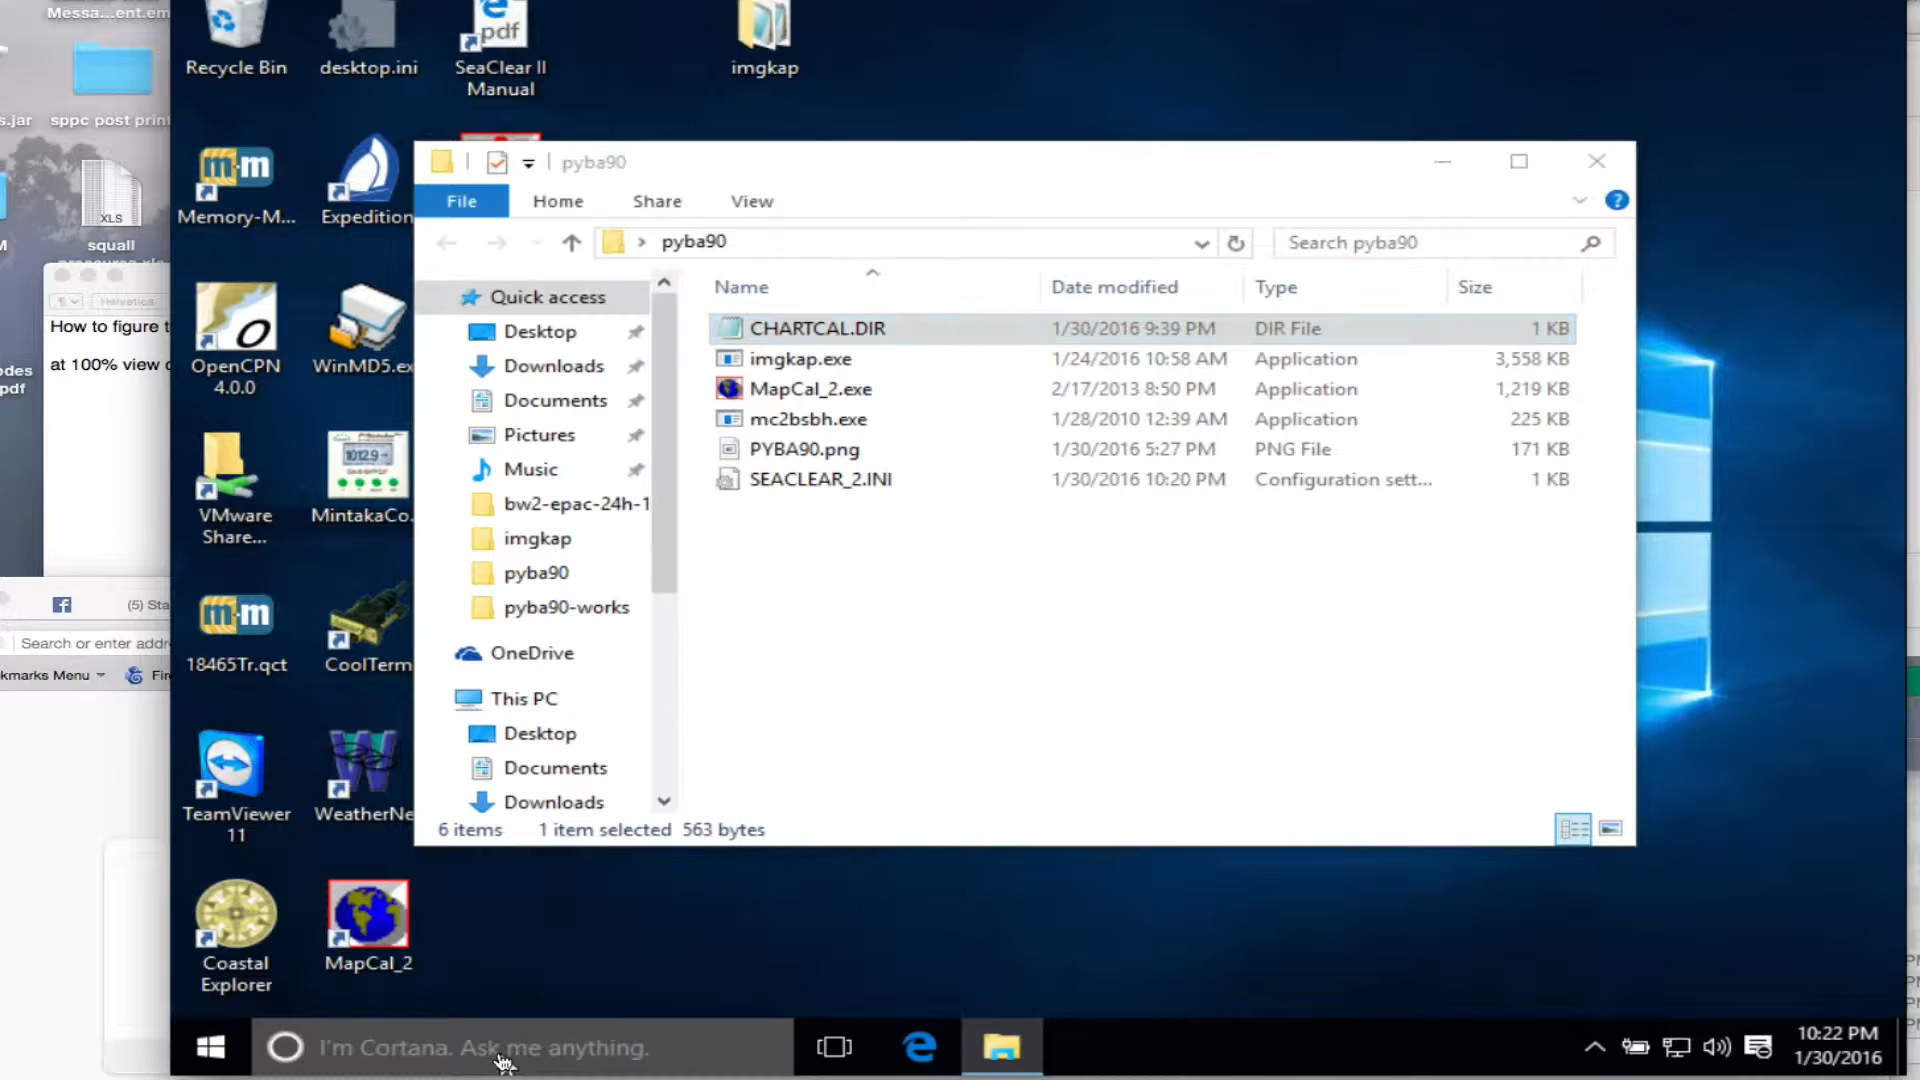 Messa...ent.em
s.jar
sppc post print
XLS
squall
Helvetica
How to figure t
at 100% view o
odes
pdf
(5) Sta
Search or enter addr
kmarks Menu
Fir
Recycle Bin
desktop.ini
pdf
SeaClear II
Manual
imgkap
Memory-M...
Expedition
OpenCPN
4.0.0
WinMD5.ex
VMware
Share...
1012.9
MintakaCo.
18465Tr.qct
CoolTerm
TeamViewer
11
WeatherNe
Coastal
Explorer
MapCal_2
pyba90
File
Home
Share
View
pyba90
Search pyba90
Name
Date modified
Type
Size
CHARTCAL.DIR 1/30/2016 9:39 PM DIR File 1 KB
imgkap.exe 1/24/2016 10:58 AM Application 3,558 KB
MapCal_2.exe 2/17/2013 8:50 PM Application 1,219 KB
mc2bsbh.exe 1/28/2010 12:39 AM Application 225 KB
PYBA90.png 1/30/2016 5:27 PM PNG File 171 KB
SEACLEAR_2.INI 1/30/2016 10:20 PM Configuration sett... 1 KB
Quick access
Desktop
Downloads
Documents
Pictures
Music
bw2-epac-24h-1
imgkap
pyba90
pyba90-works
OneDrive
This PC
Desktop
Documents
Downloads
6 items 1 item selected 563 bytes
I'm Cortana. Ask me anything.
10:22 PM
1/30/2016